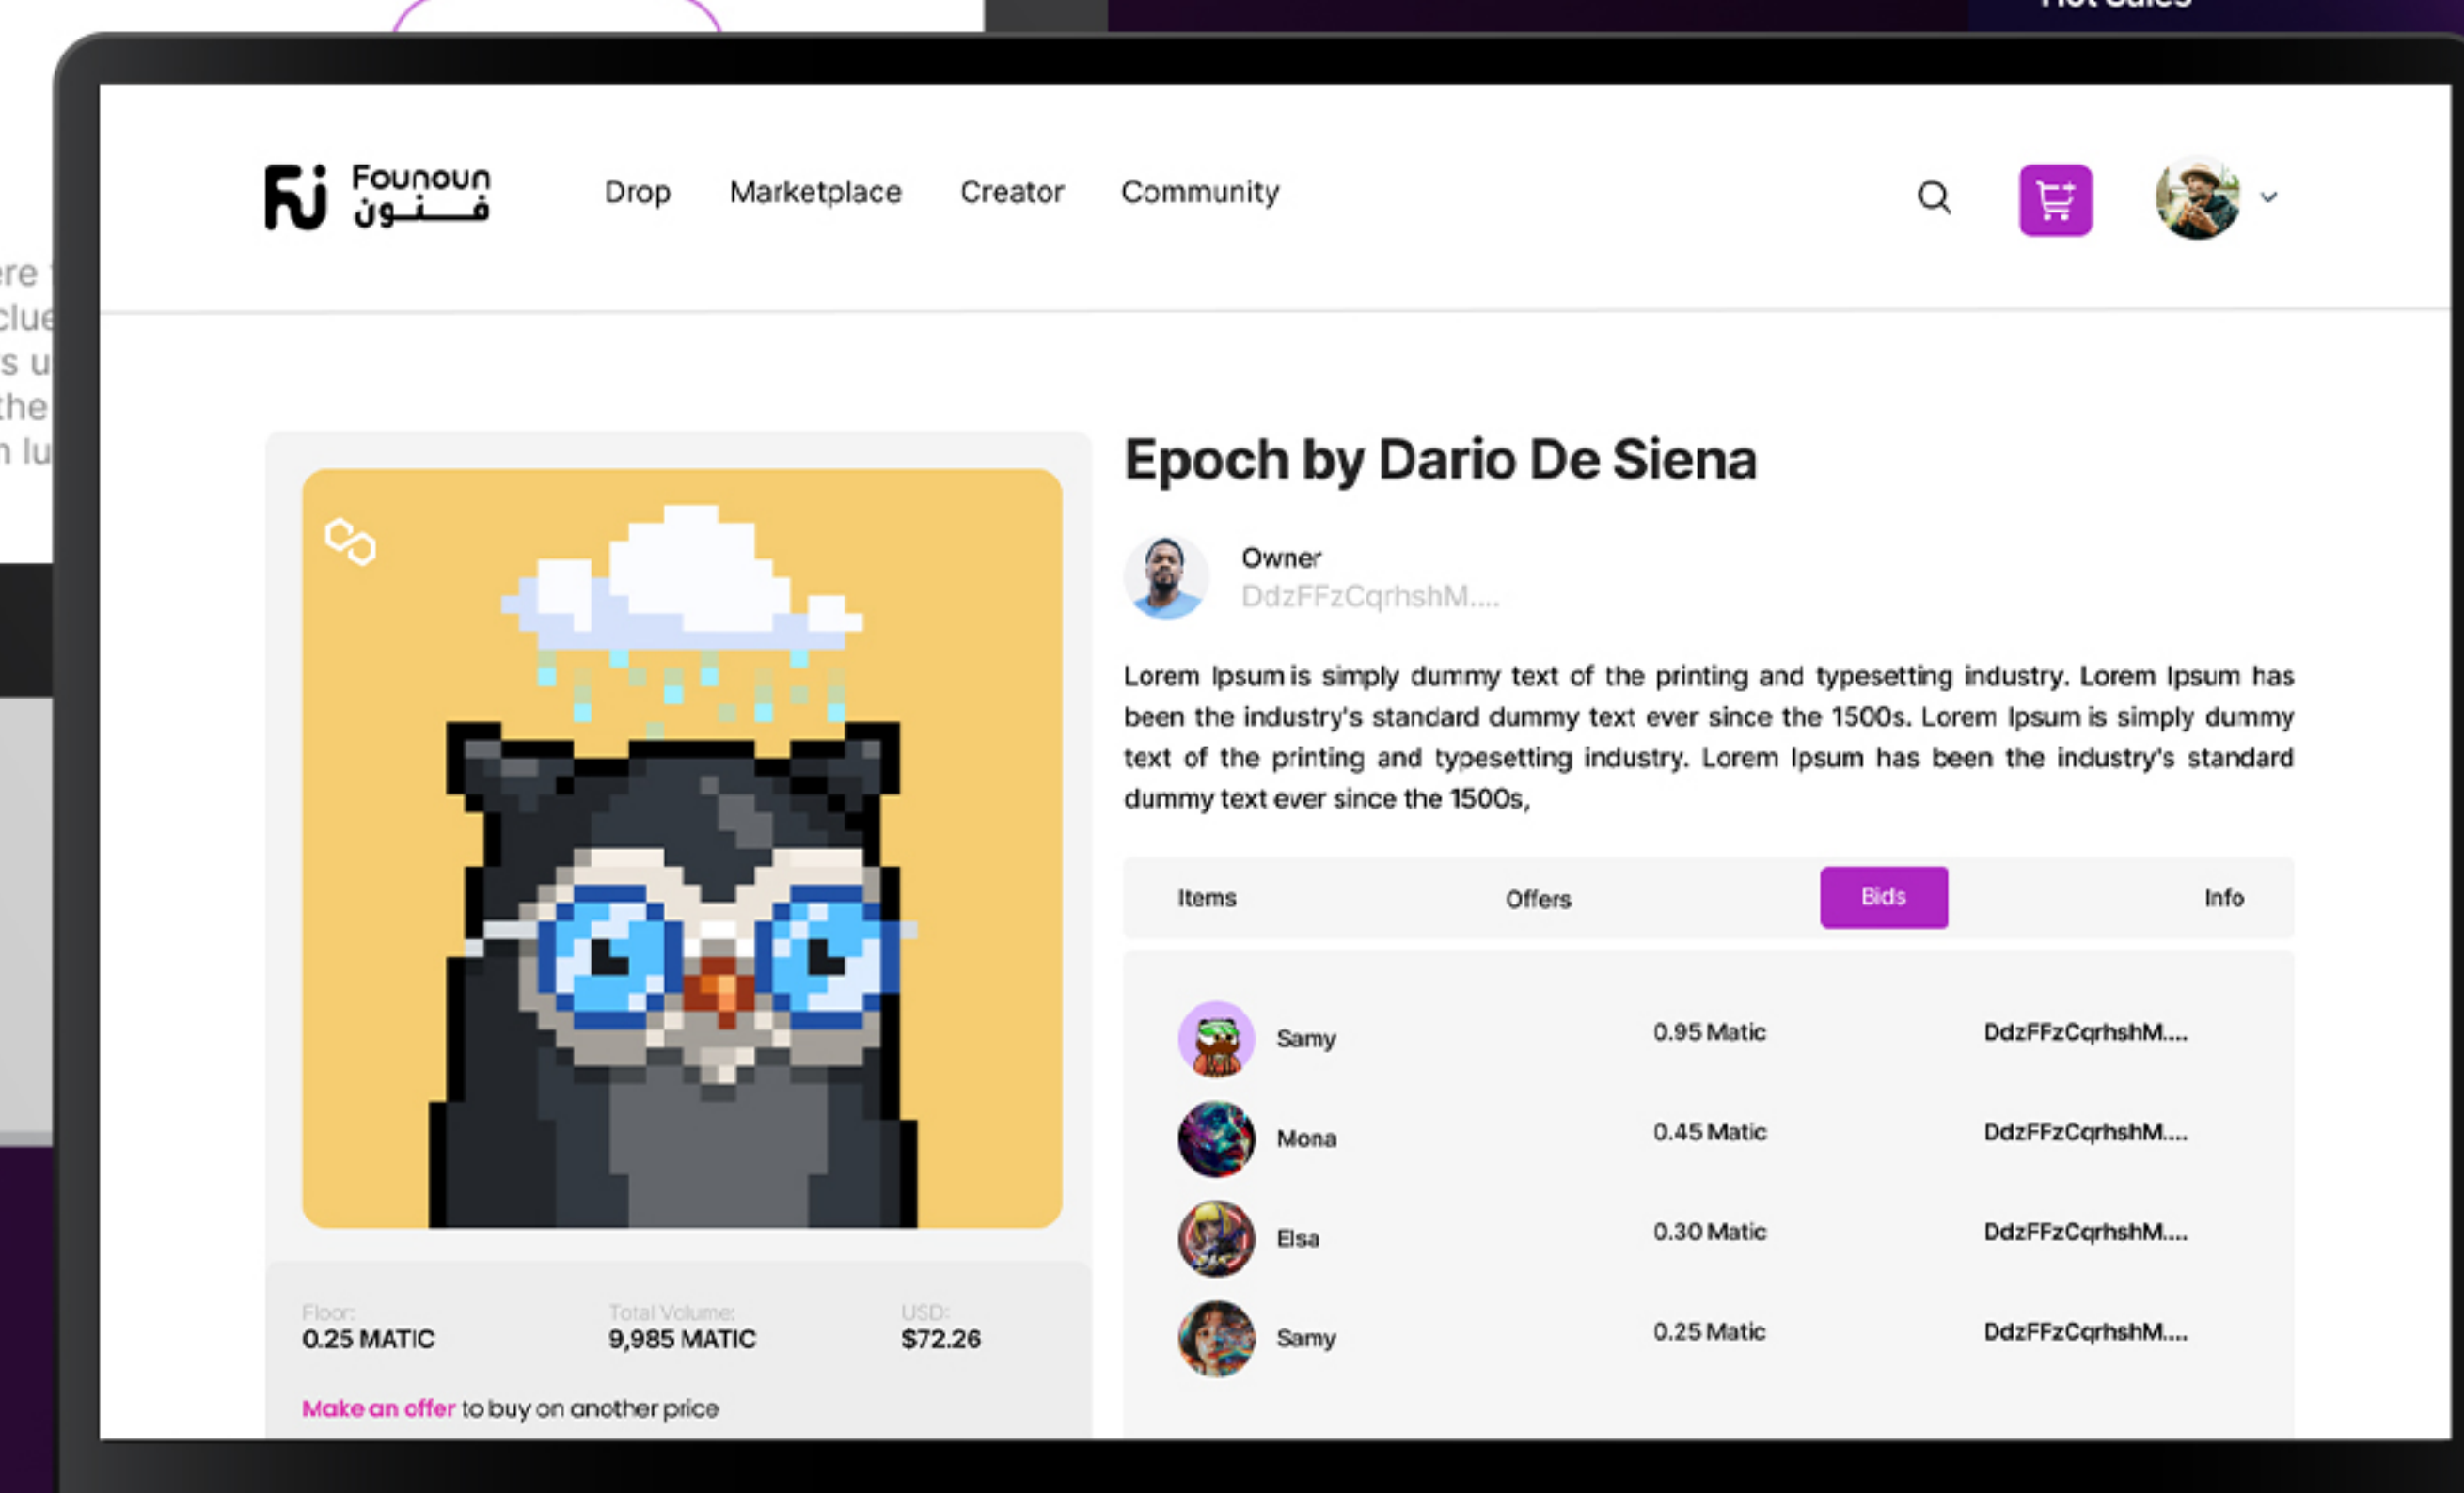 Founoun
فنون
Drop
Marketplace
Creator
Community
Epoch by Dario De Siena
Owner
DdzFFzCqrhshM....
Lorem Ipsum is simply dummy text of the printing and typesetting industry. Lorem Ipsum has
been the industry's standard dummy text ever since the 1500s. Lorem Ipsum is simply dummy
text of the printing and typesetting industry. Lorem Ipsum has been the industry's standard
dummy text ever since the 1500s,
Items
Offers
Bids
Info
Samy
0.95 Matic
DdzFFzCqrhshM....
Mona
0.45 Matic
DdzFFzCqrhshM....
Elsa
0.30 Matic
DdzFFzCqrhshM....
Samy
0.25 Matic
DdzFFzCqrhshM....
Floor:
0.25 MATIC
Total Volume:
9,985 MATIC
USD:
$72.26
Make an offer to buy on another price
the